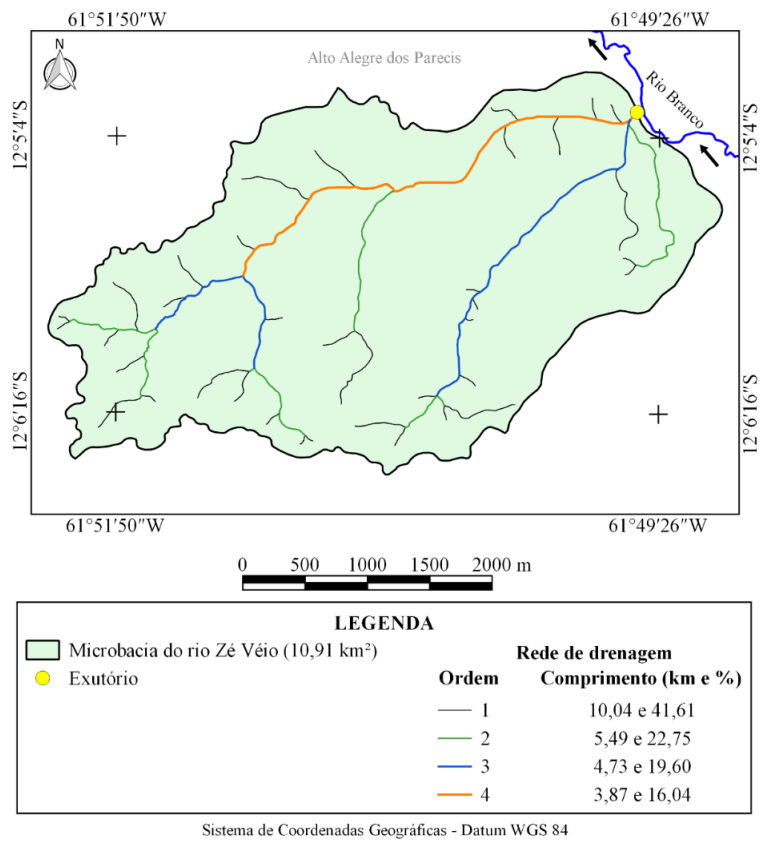 61°51'50"W 61°49'26"W
N
Alto Alegre dos Parecis
Rio Branco
12°5'4"S 12°5'4"S
12°6'16"S 12°6'16"S
61°51'50"W 61°49'26"W
0 500 1000 1500 2000 m
LEGENDA
Microbacia do rio Zé Véio (10,91 km²)
Exutório
Rede de drenagem
Ordem Comprimento (km e %)
1 10,04 e 41,61
2 5,49 e 22,75
3 4,73 e 19,60
4 3,87 e 16,04
Sistema de Coordenadas Geográficas - Datum WGS 84